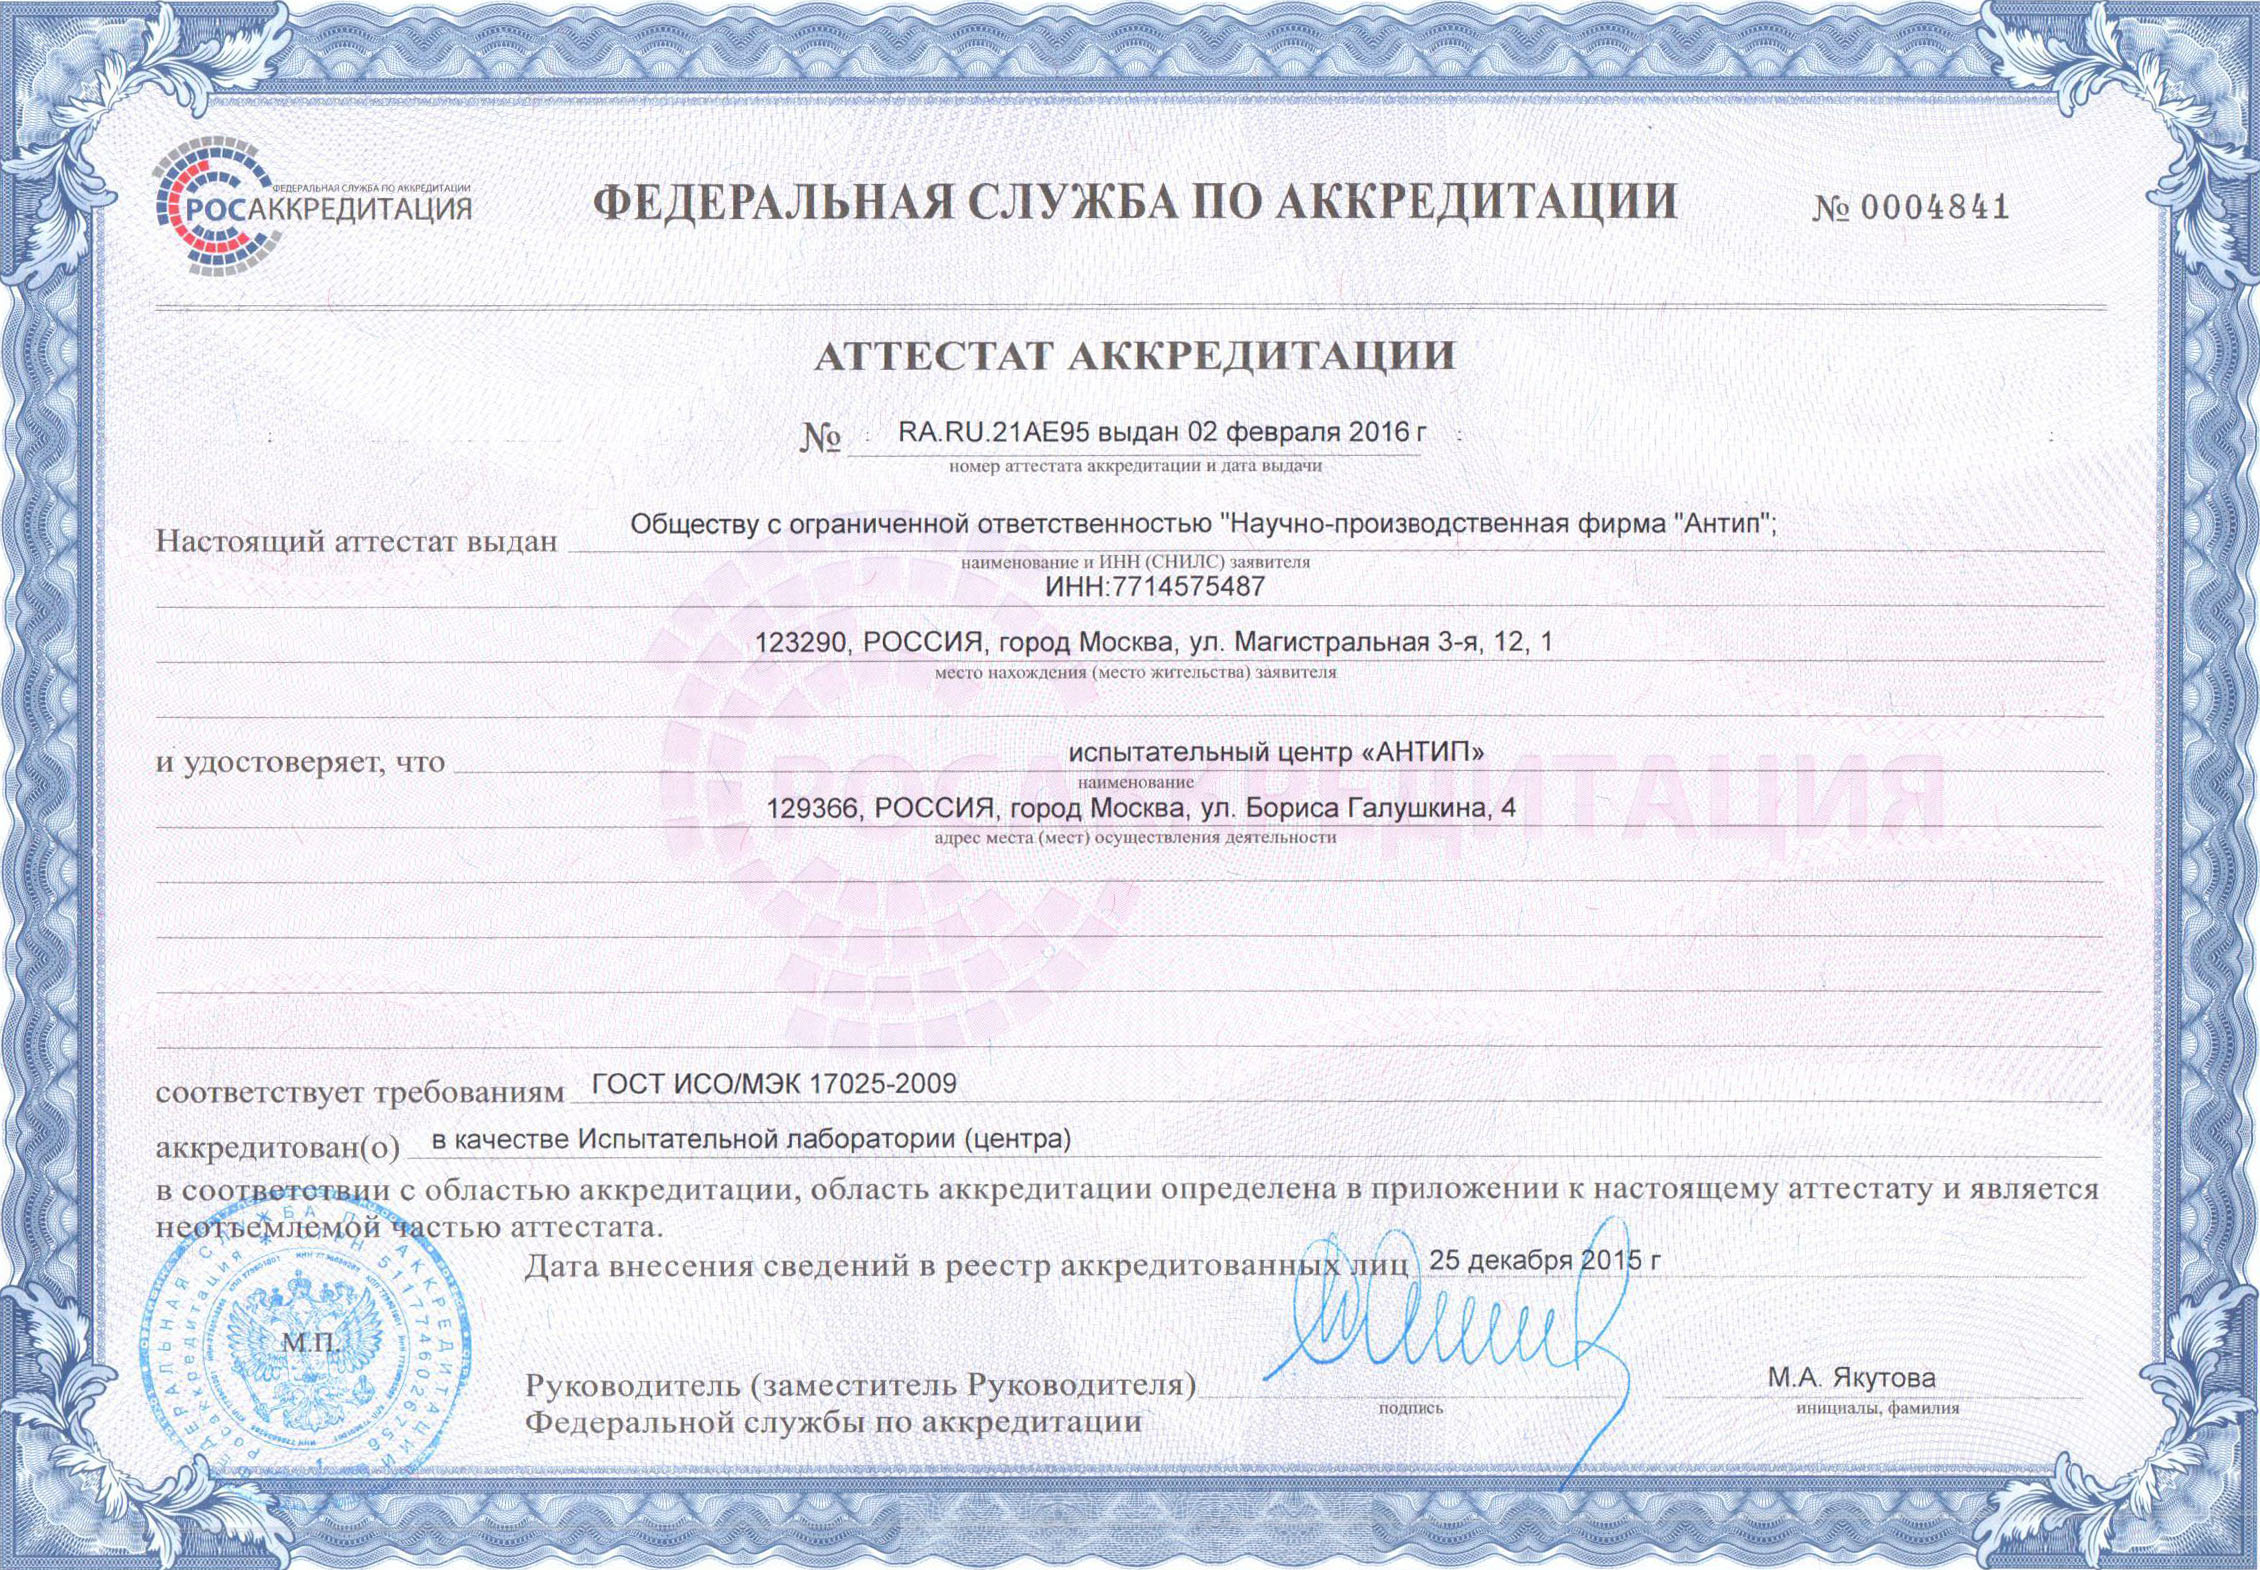 ФЕДЕРАЛЬНАЯ СЛУЖБА ПО АККРЕДИТАЦИИ
РОСАККРЕДИТАЦИЯ
ФЕДЕРАЛЬНАЯ СЛУЖБА ПО АККРЕДИТАЦИИ
№ 0004841
АТТЕСТАТ АККРЕДИТАЦИИ
№ RA.RU.21АЕ95 выдан 02 февраля 2016 г
номер аттестата аккредитации и дата выдачи
Настоящий аттестат выдан Обществу с ограниченной ответственностью "Научно-производственная фирма "Антип";
наименование и ИНН (СНИЛС) заявителя
ИНН:7714575487
123290, РОССИЯ, город Москва, ул. Магистральная 3-я, 12, 1
место нахождения (место жительства) заявителя
и удостоверяет, что испытательный центр «АНТИП»
наименование
РОСАККРЕДИТАЦИЯ
129366, РОССИЯ, город Москва, ул. Бориса Галушкина, 4
адрес места (мест) осуществления деятельности
соответствует требованиям ГОСТ ИСО/МЭК 17025-2009
аккредитован(о) в качестве Испытательной лаборатории (центра)
в соответствии с областью аккредитации, область аккредитации определена в приложении к настоящему аттестату и является
неотъемлемой частью аттестата.
Дата внесения сведений в реестр аккредитованных лиц 25 декабря 2015 г
ФЕДЕРАЛЬНАЯ СЛУЖБА ПО АККРЕДИТАЦИИ
Росаккредитация * ОГРН 5117746026756
М.П.
Руководитель (заместитель Руководителя)
Федеральной службы по аккредитации
подпись
М.А. Якутова
инициалы, фамилия